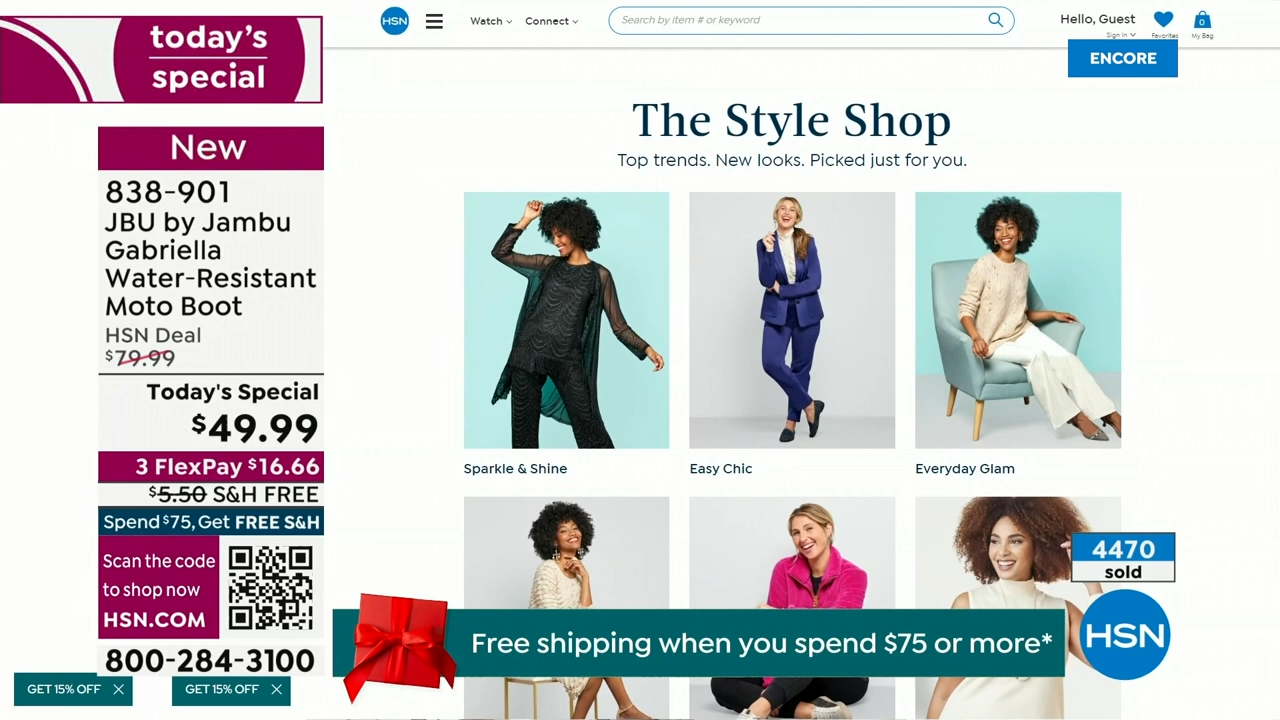 today's
special
New
838-901
JBU by Jambu
Gabriella
Water-Resistant
Moto Boot
HSN Deal
$79.99
Today's Special
$49.99
3 FlexPay $16.66
$5.50 S&H FREE
Spend $75, Get FREE S&H
Scan the code
to shop now
HSN.COM
800-284-3100
GET 15% OFF ×
GET 15% OFF ×
HSN
Watch
Connect
Search by item # or keyword
Hello, Guest
Sign In
Favorites
0
My Bag
ENCORE
The Style Shop
Top trends. New looks. Picked just for you.
Sparkle & Shine
Easy Chic
Everyday Glam
4470
sold
Free shipping when you spend $75 or more*
HSN